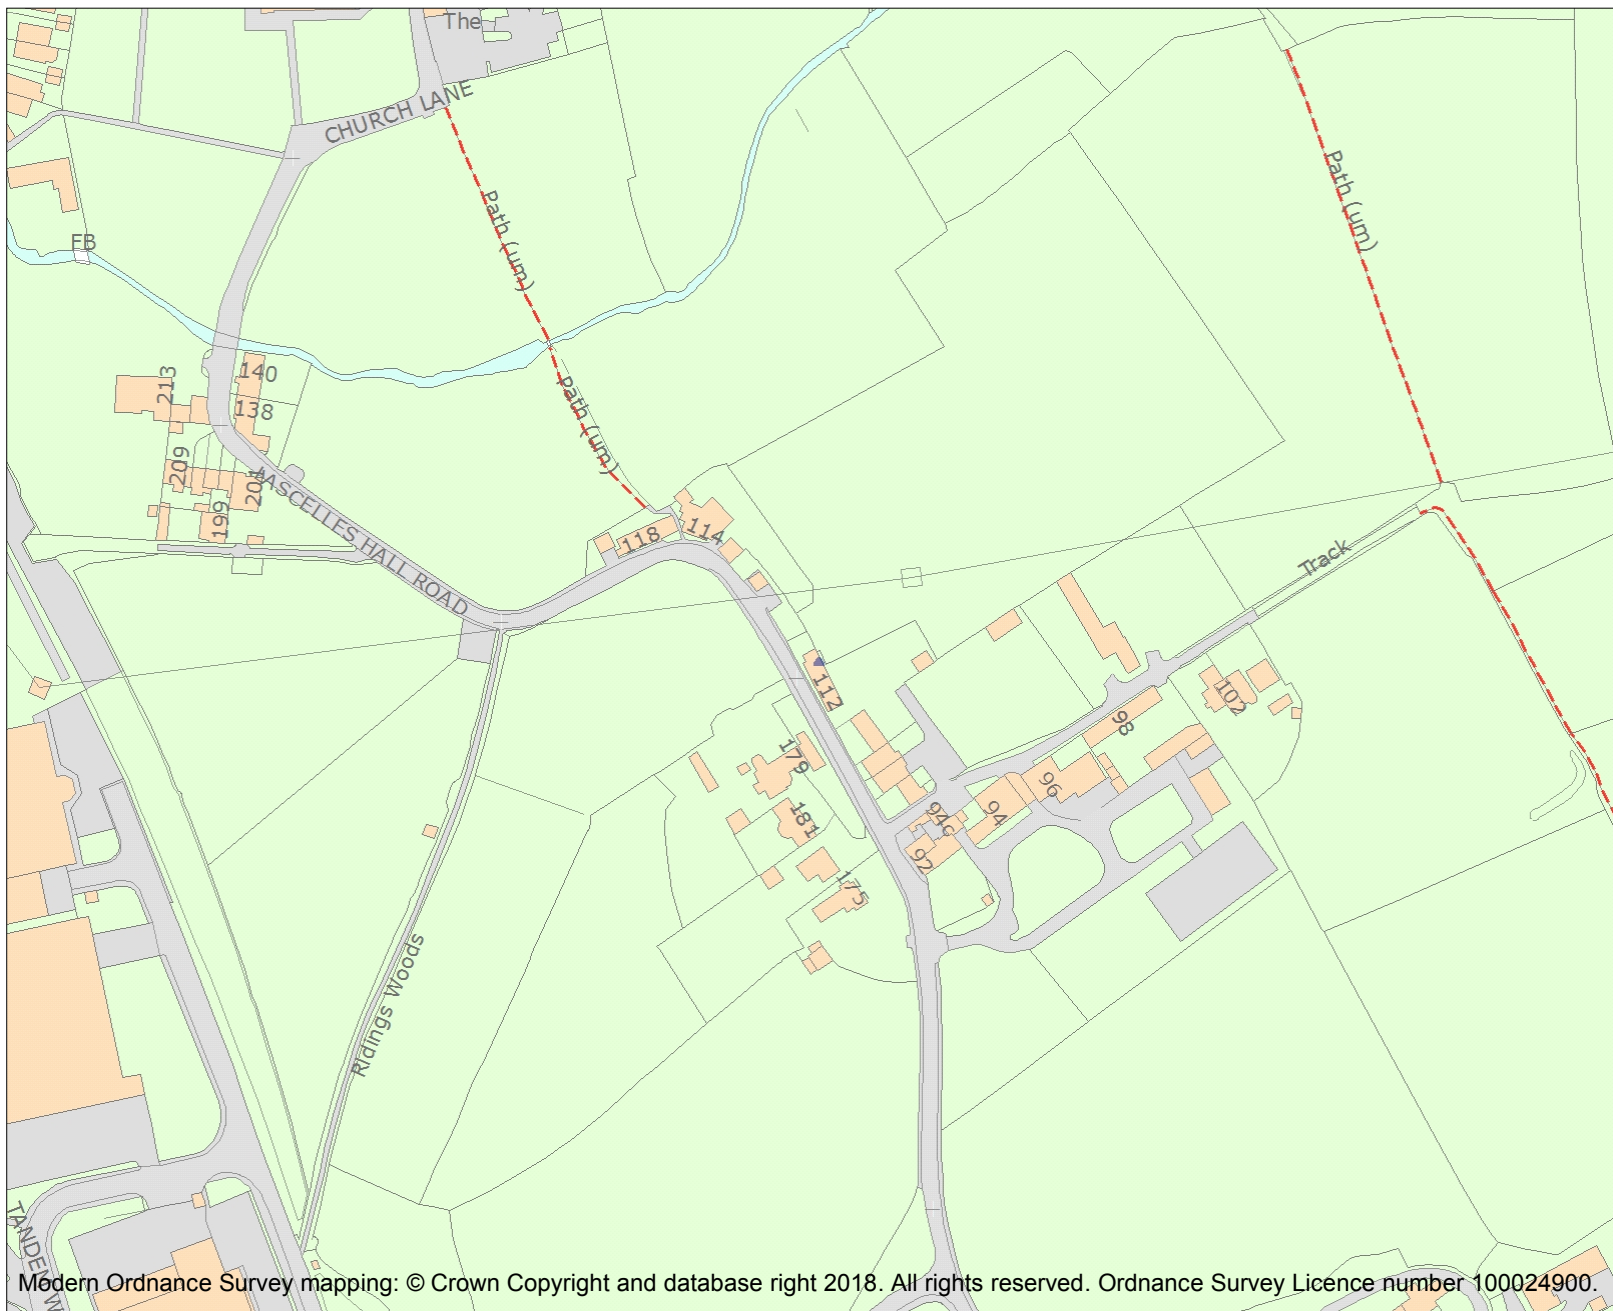 The
CHURCH LANE
Path (um)
Path (um)
FB
213
140
138
Path (um)
209
201
199
LASCELLES HALL ROAD
118
114
Track
112
102
98
179
96
94
94c
181
92
175
Ridings Woods
TANDEM W
Modern Ordnance Survey mapping: © Crown Copyright and database right 2018. All rights reserved. Ordnance Survey Licence number 100024900.